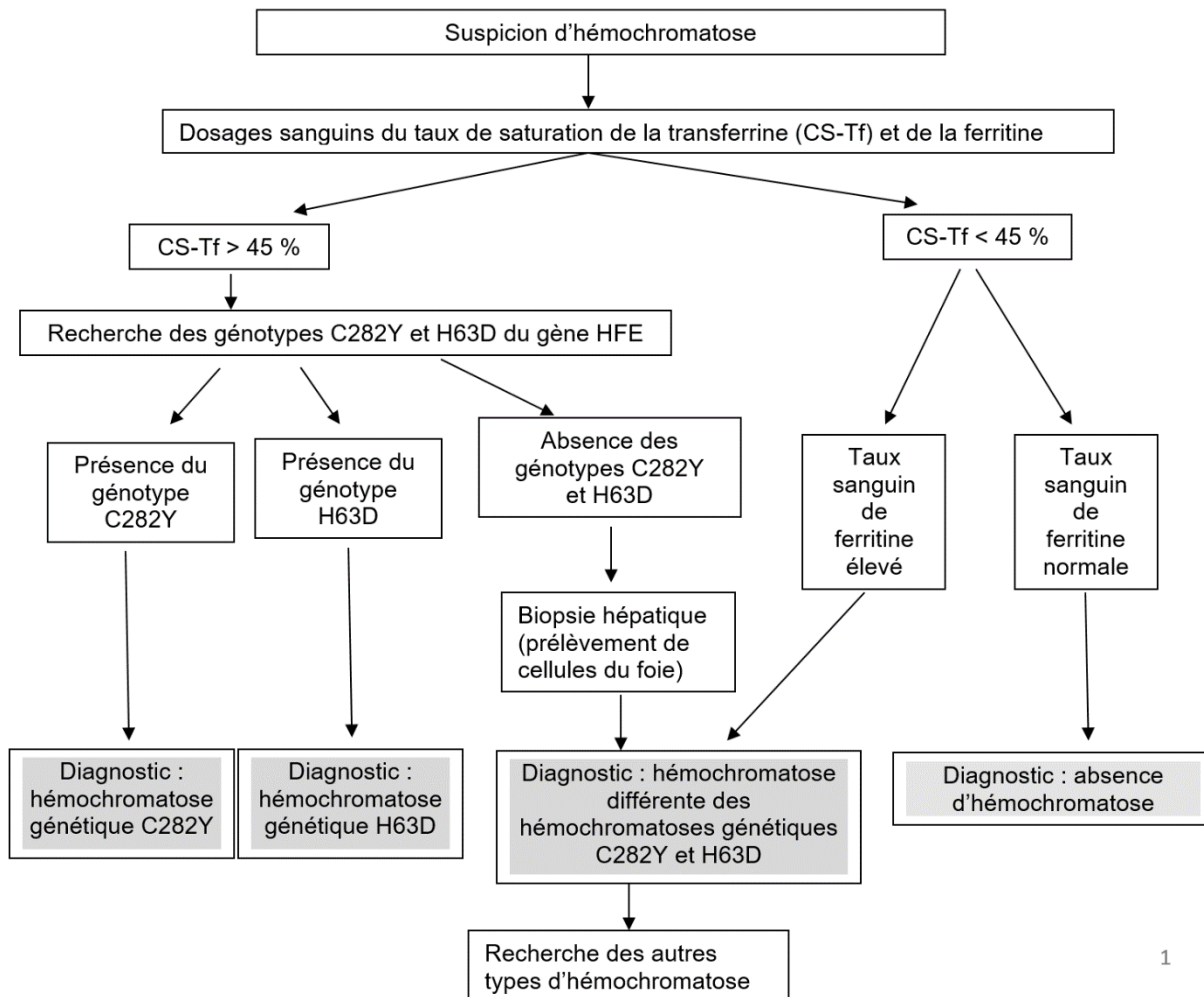 Suspicion d'hémochromatose
Dosages sanguins du taux de saturation de la transferrine (CS-Tf) et de la ferritine
CS-Tf > 45 %
CS-Tf < 45 %
Recherche des génotypes C282Y et H63D du gène HFE
Présence du
génotype
C282Y
Présence du
génotype
H63D
Absence des
génotypes C282Y
et H63D
Taux
sanguin
de
ferritine
élevé
Taux
sanguin
de
ferritine
normale
Biopsie hépatique
(prélèvement de
cellules du foie)
Diagnostic :
hémochromatose
génétique C282Y
Diagnostic :
hémochromatose
génétique H63D
Diagnostic : hémochromatose
différente des
hémochromatoses génétiques
C282Y et H63D
Diagnostic : absence
d'hémochromatose
Recherche des autres
types d'hémochromatose
1